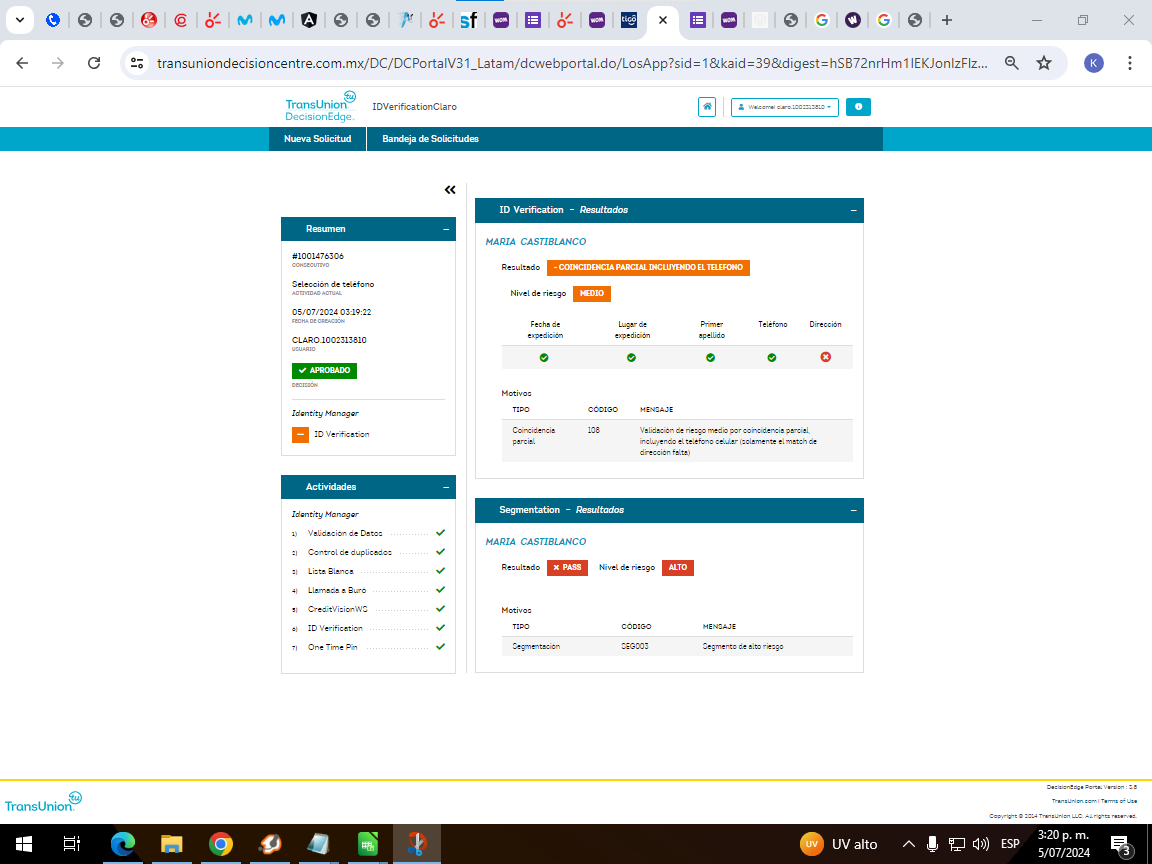 transuniondecisioncentre.com.mx/DC/DCPortalV31_Latam/dcwebportal.do/LosApp?sid=1&kaid=39&digest=hSB72nrHm1IEKJonIzFIz...
K
TransUnion tu
DecisionEdge.
IDVerificationClaro
Welcome! claro.1002313810
Nueva Solicitud
Bandeja de Solicitudes
Resumen
#1001476306
CONSECUTIVO
Selección de teléfono
ACTIVIDAD ACTUAL
05/07/2024 03:19:22
FECHA DE CREACIÓN
CLARO.1002313810
USUARIO
APROBADO
DECISIÓN
Identity Manager
ID Verification
Actividades
Identity Manager
1) Validación de Datos
2) Control de duplicados
3) Lista Blanca
4) Llamada a Buró
5) CreditVisionWS
6) ID Verification
7) One Time Pin
ID Verification - Resultados
MARIA CASTIBLANCO
Resultado - COINCIDENCIA PARCIAL INCLUYENDO EL TELEFONO
Nivel de riesgo MEDIO
Fecha de expedición Lugar de expedición Primer apellido Teléfono Dirección
Motivos
TIPO CÓDIGO MENSAJE
Coincidencia parcial 108 Validación de riesgo medio por coincidencia parcial, incluyendo el teléfono celular (solamente el match de dirección falta)
Segmentation - Resultados
MARIA CASTIBLANCO
Resultado × PASS Nivel de riesgo ALTO
Motivos
TIPO CÓDIGO MENSAJE
Segmentación SEG003 Segmento de alto riesgo
TransUnion tu
DecisionEdge Portal Version : 3.8
TransUnion.com | Terms of Use
Copyright © 2014 TransUnion LLC. All rights reserved.
UV UV alto
ESP
3:20 p. m.
5/07/2024
3